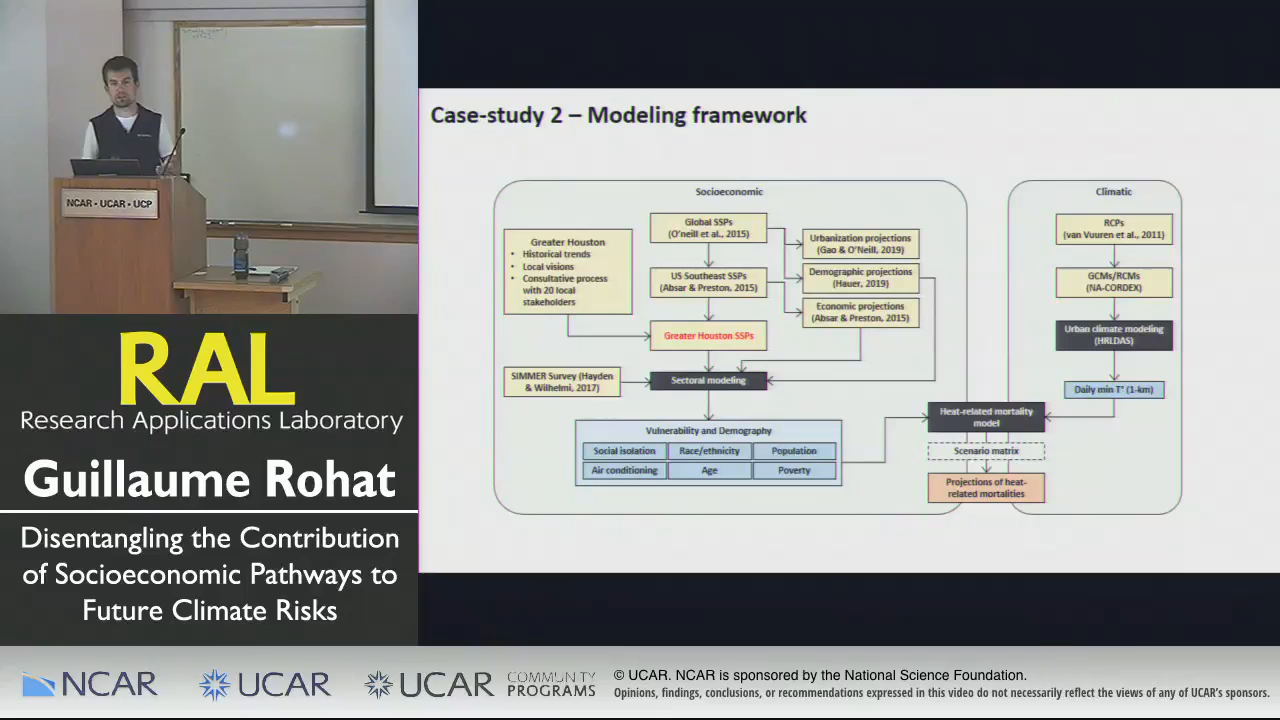 NCAR • UCAR • UCP
RAL
Research Applications Laboratory
Guillaume Rohat
Disentangling the Contribution
of Socioeconomic Pathways to
Future Climate Risks
Case-study 2 – Modeling framework
Socioeconomic
Greater Houston
• Historical trends
• Local visions
• Consultative process
with 20 local
stakeholders
Global SSPs
(O'neill et al., 2015)
US Southeast SSPs
(Absar & Preston, 2015)
Greater Houston SSPs
Urbanization projections
(Gao & O'Neill, 2019)
Demographic projections
(Hauer, 2019)
Economic projections
(Absar & Preston, 2015)
SIMMER Survey (Hayden
& Wilhelmi, 2017)
Sectoral modeling
Vulnerability and Demography
Social isolation
Race/ethnicity
Population
Air conditioning
Age
Poverty
Climatic
RCPs
(van Vuuren et al., 2011)
GCMs/RCMs
(NA-CORDEX)
Urban climate modeling
(HRLDAS)
Daily min T° (1-km)
Heat-related mortality
model
Scenario matrix
Projections of heat-
related mortalities
NCAR
UCAR
UCAR
COMMUNITY
PROGRAMS
© UCAR. NCAR is sponsored by the National Science Foundation.
Opinions, findings, conclusions, or recommendations expressed in this video do not necessarily reflect the views of any of UCAR's sponsors.